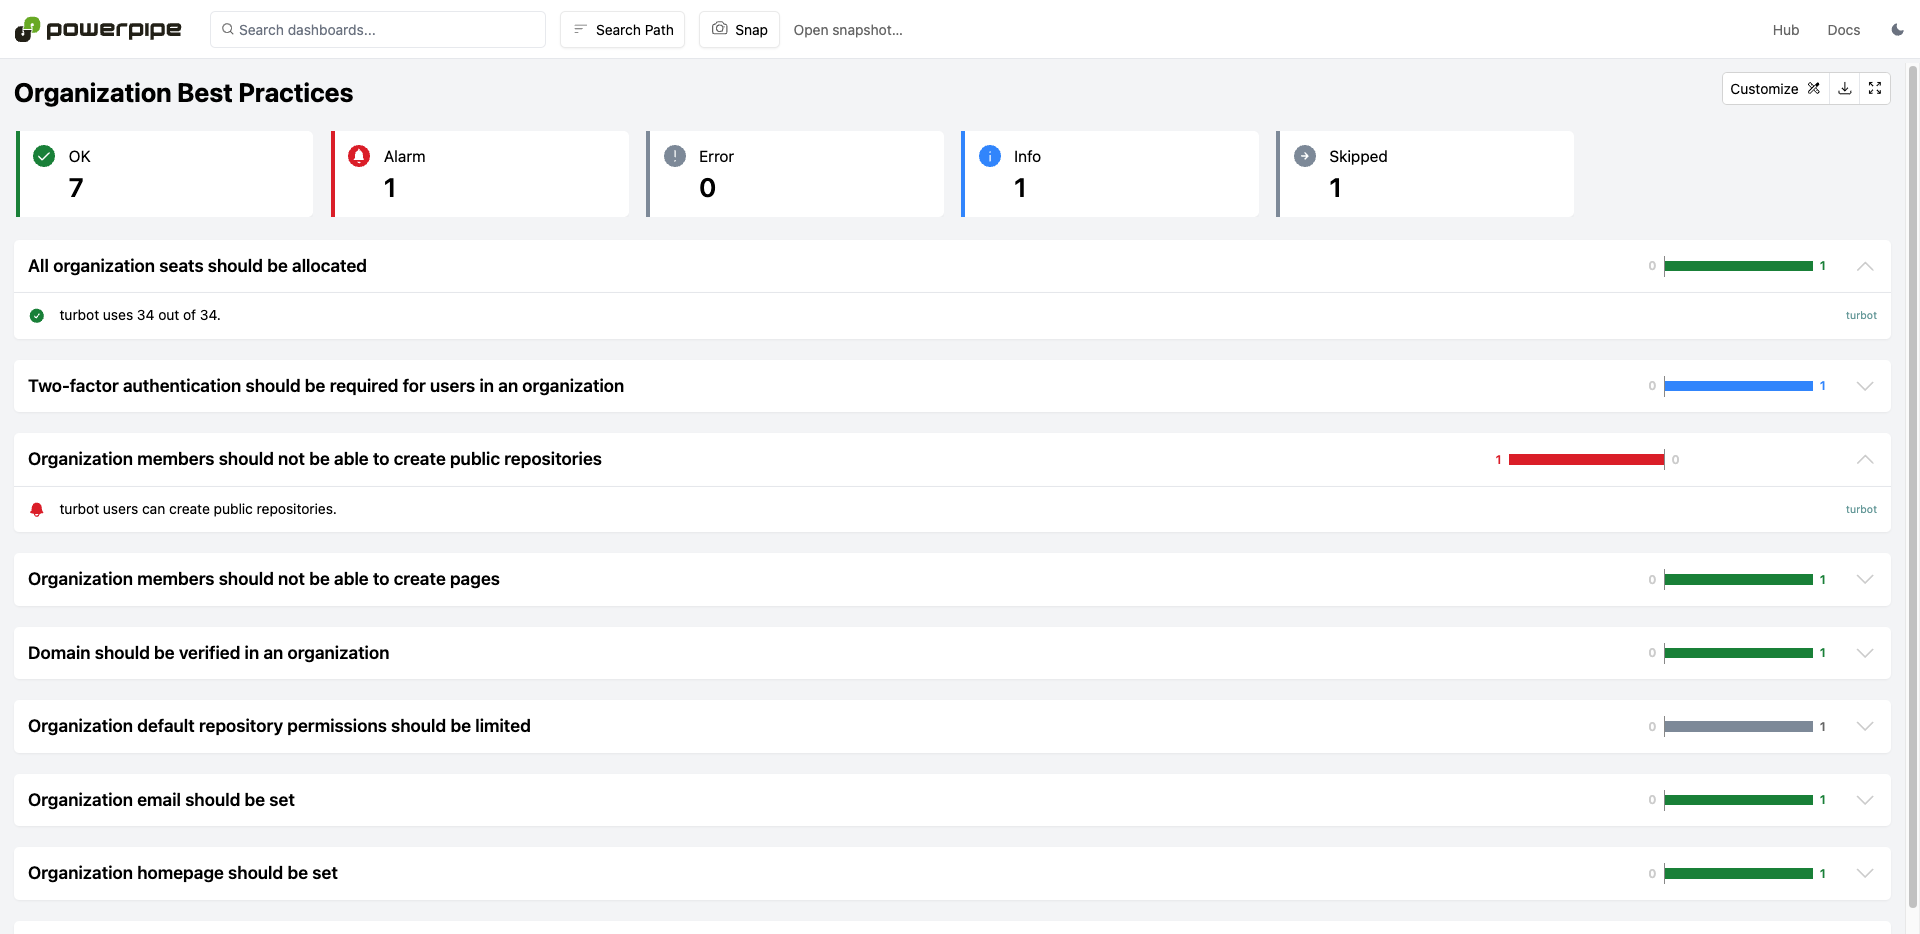 powerpipe
Search dashboards...
Search Path
Snap
Open snapshot...
Hub
Docs
Organization Best Practices
Customize
OK
7
Alarm
1
Error
0
Info
1
Skipped
1
All organization seats should be allocated
0
1
turbot uses 34 out of 34.
turbot
Two-factor authentication should be required for users in an organization
0
1
Organization members should not be able to create public repositories
1
0
turbot users can create public repositories.
turbot
Organization members should not be able to create pages
0
1
Domain should be verified in an organization
0
1
Organization default repository permissions should be limited
0
1
Organization email should be set
0
1
Organization homepage should be set
0
1